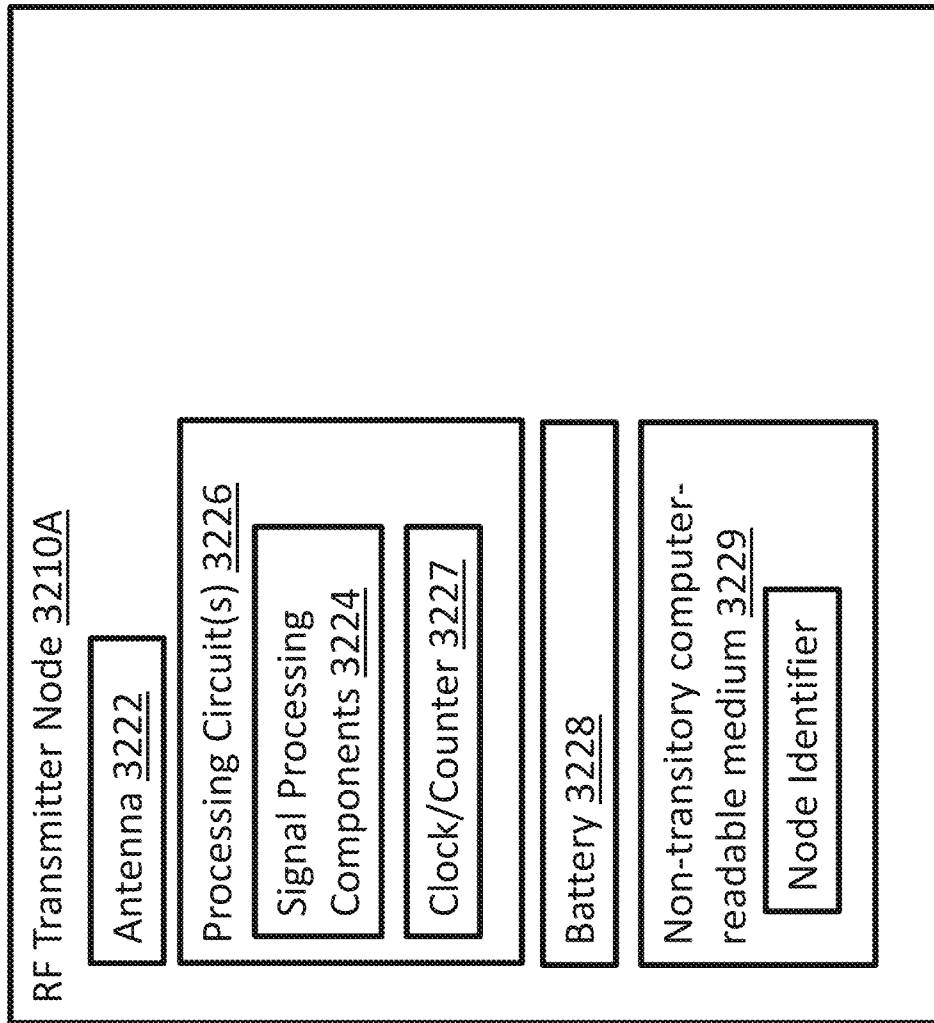 RF Transmitter Node 3210A
Antenna 3222
Processing Circuit(s) 3226
Signal Processing
Components 3224
Clock/Counter 3227
Battery 3228
Non-transitory computer-
readable medium 3229
Node Identifier